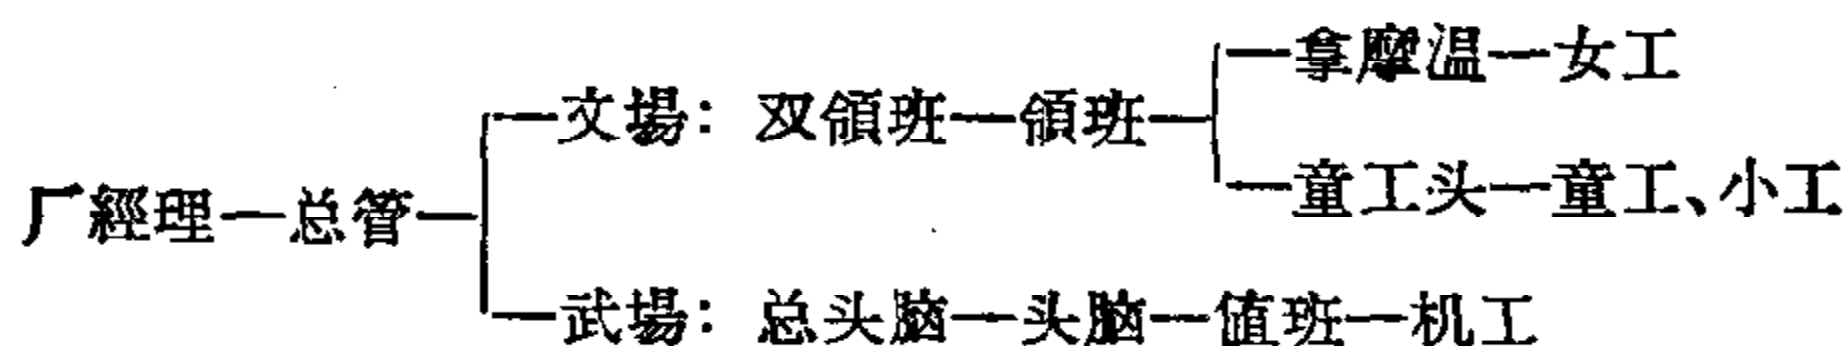 拿摩温—女工
文場：双領班—領班
厂經理—总管
童工头—童工、小工
武場：总头脑—头脑—值班—机工